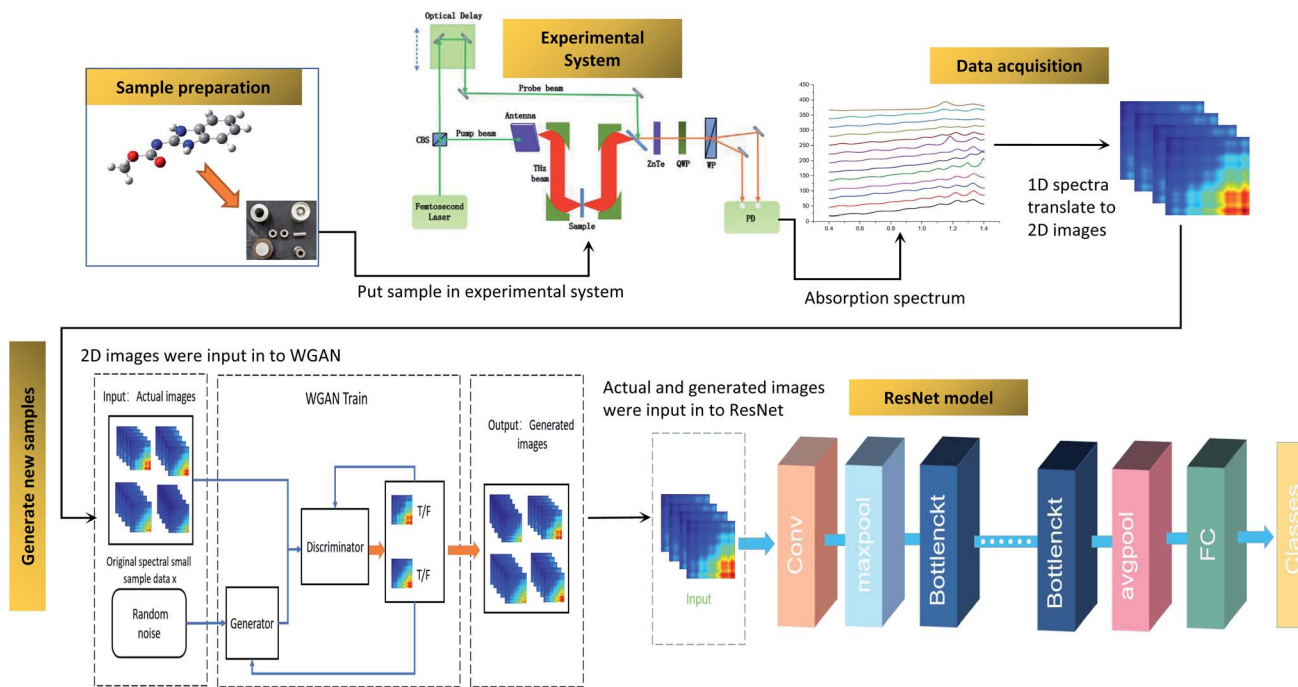 Sample preparation
Optical Delay
Experimental
System
Probe beam
Antenna
CBS
Pump beam
THz
beam
ZnTe
QWP
WP
Femtosecond
Laser
Sample
PD
Put sample in experimental system
Data acquisition
450
400
350
300
250
200
150
100
50
0
0.4
0.6
0.8
1.0
1.2
1.4
Absorption spectrum
1D spectra
translate to
2D images
Generate new samples
2D images were input in to WGAN
Input: Actual images
Original spectral small
sample data x
Random
noise
WGAN Train
Generator
Discriminator
T/F
T/F
Output: Generated
images
Actual and generated images
were input in to ResNet
ResNet model
Input
Conv
maxpool
Bottlenckt
Bottlenckt
avgpool
FC
Classes